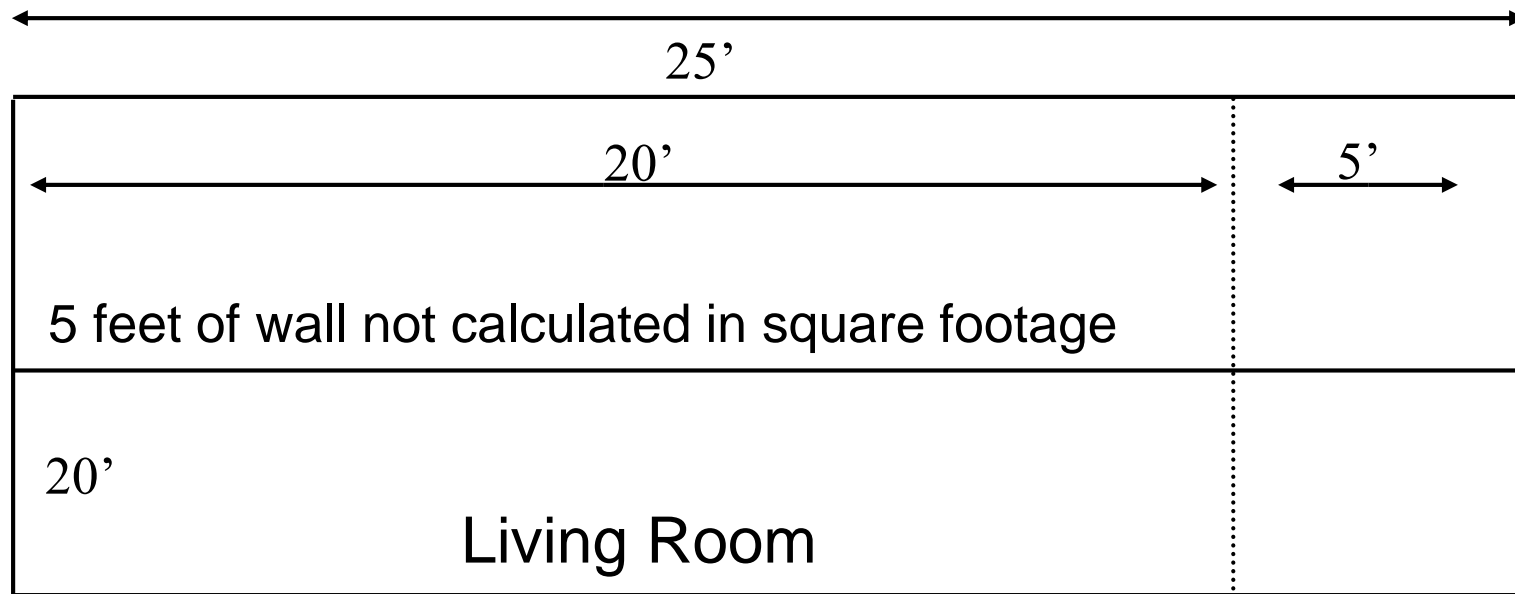 25’
20’ 5’
5 feet of wall not calculated in square footage
20’
Living Room